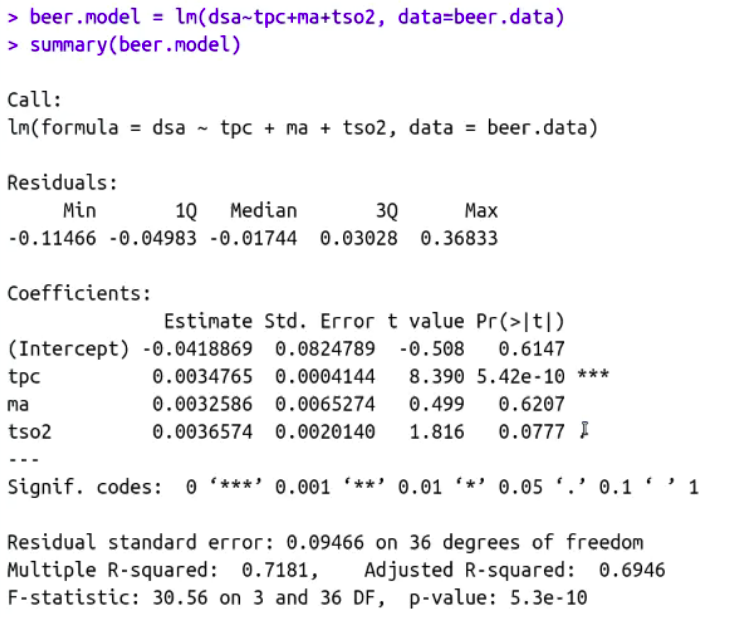 > beer.model = lm(dsa~tpc+ma+tso2, data=beer.data)
> summary(beer.model)
Call:
lm(formula = dsa ~ tpc + ma + tso2, data = beer.data)
Residuals:
     Min       1Q   Median       3Q      Max
-0.11466 -0.04983 -0.01744  0.03028  0.36833
Coefficients:
              Estimate Std. Error t value Pr(>|t|)
(Intercept) -0.0418869  0.0824789  -0.508   0.6147
tpc          0.0034765  0.0004144   8.390 5.42e-10 ***
ma           0.0032586  0.0065274   0.499   0.6207
tso2         0.0036574  0.0020140   1.816   0.0777
---
Signif. codes:  0 ‘***’ 0.001 ‘**’ 0.01 ‘*’ 0.05 ‘.’ 0.1 ‘ ’ 1
Residual standard error: 0.09466 on 36 degrees of freedom
Multiple R-squared:  0.7181,    Adjusted R-squared:  0.6946
F-statistic: 30.56 on 3 and 36 DF,  p-value: 5.3e-10